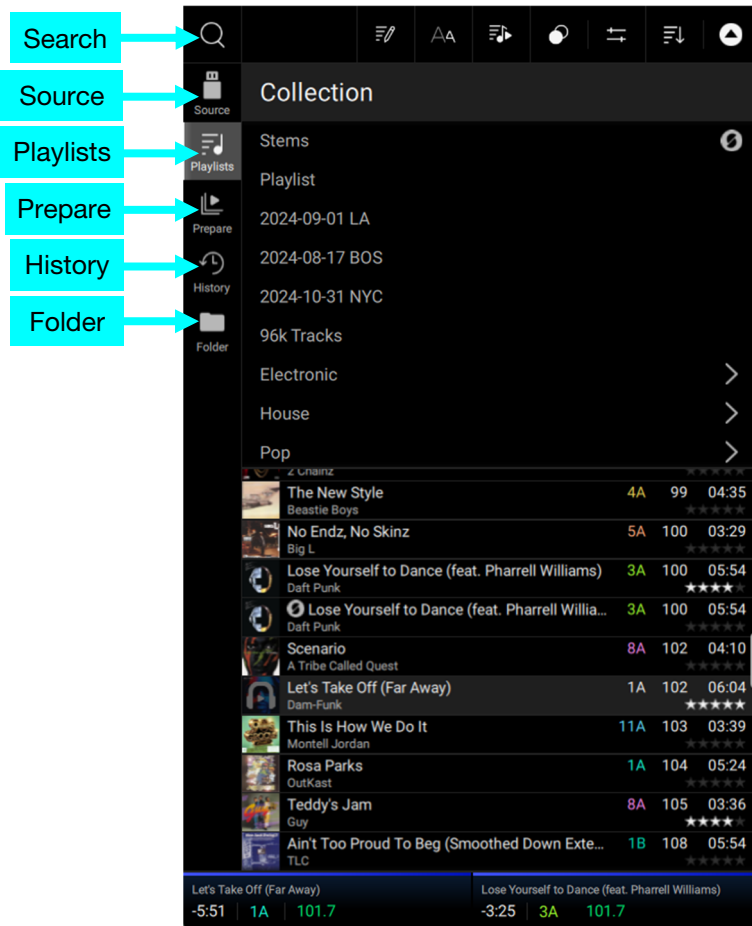 Search
Source
Source
Collection
Playlists
Playlists
Stems
Playlist
Prepare
Prepare
2024-09-01 LA
History
History
2024-08-17 BOS
2024-10-31 NYC
Folder
Folder
96k Tracks
Electronic
House
Pop
2 Chainz
The New Style 4A 99 04:35
Beastie Boys
No Endz, No Skinz 5A 100 03:29
Big L
Lose Yourself to Dance (feat. Pharrell Williams) 3A 100 05:54
Daft Punk
Lose Yourself to Dance (feat. Pharrell Willia... 3A 100 05:54
Daft Punk
Scenario 8A 102 04:10
A Tribe Called Quest
Let's Take Off (Far Away) 1A 102 06:04
Dam-Funk
This Is How We Do It 11A 103 03:39
Montell Jordan
Rosa Parks 1A 104 05:24
OutKast
Teddy's Jam 8A 105 03:36
Guy
Ain't Too Proud To Beg (Smoothed Down Exte... 1B 108 05:54
TLC
Let's Take Off (Far Away)
-5:51 1A 101.7
Lose Yourself to Dance (feat. Pharrell Williams)
-3:25 3A 101.7